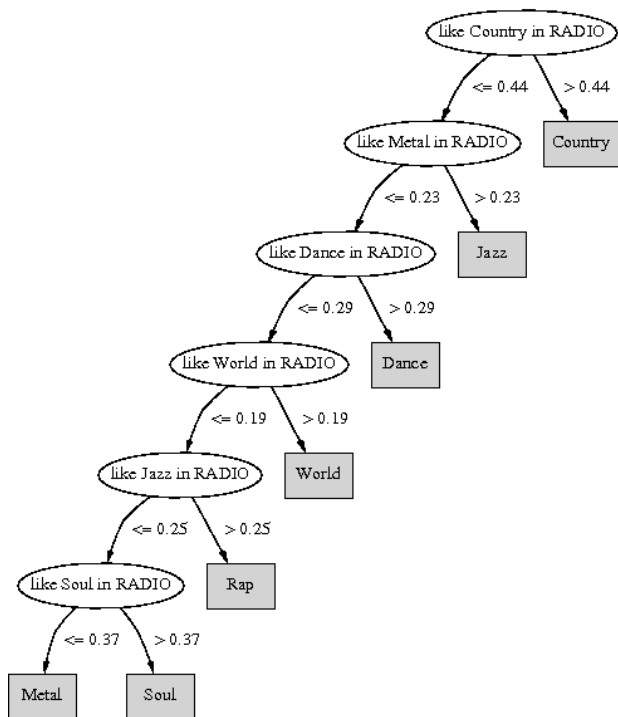 like Country in RADIO
<= 0.44
> 0.44
like Metal in RADIO
Country
<= 0.23
> 0.23
like Dance in RADIO
Jazz
<= 0.29
> 0.29
like World in RADIO
Dance
<= 0.19
> 0.19
like Jazz in RADIO
World
<= 0.25
> 0.25
like Soul in RADIO
Rap
<= 0.37
> 0.37
Metal
Soul